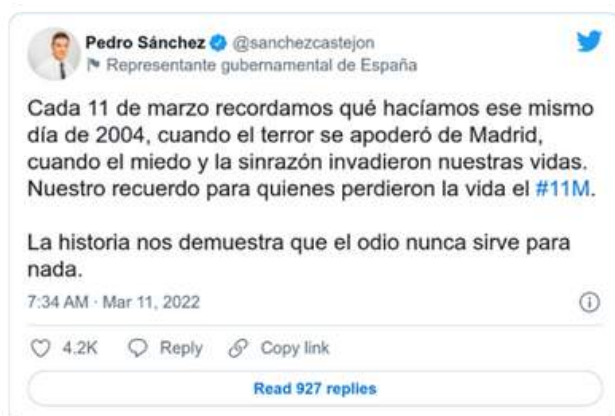 Pedro Sánchez @sanchezcastejon
Representante gubernamental de España
Cada 11 de marzo recordamos qué hacíamos ese mismo
día de 2004, cuando el terror se apoderó de Madrid,
cuando el miedo y la sinrazón invadieron nuestras vidas.
Nuestro recuerdo para quienes perdieron la vida el #11M.
La historia nos demuestra que el odio nunca sirve para
nada.
7:34 AM · Mar 11, 2022
4.2K Reply Copy link
Read 927 replies